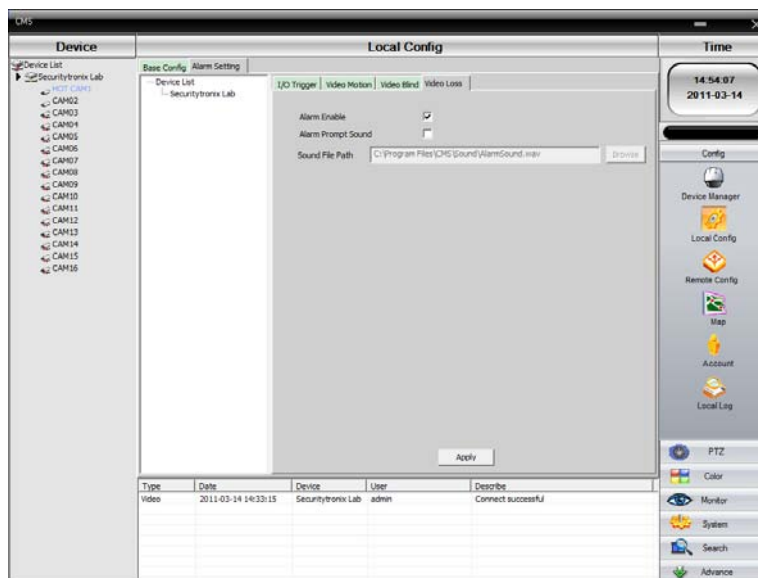 CMS
Device
Local Config
Time
Device List
Securitytronix Lab
HOT CAM1
CAM02
CAM03
CAM04
CAM05
CAM06
CAM07
CAM08
CAM09
CAM10
CAM11
CAM12
CAM13
CAM14
CAM15
CAM16
Base Config Alarm Setting
Device List
Securitytronix Lab
I/O Trigger Video Motion Video Blind Video Loss
Alarm Enable
Alarm Prompt Sound
Sound File Path C:\Program Files\CMS\Sound\AlarmSound.wav Browse
Apply
14:54:07
2011-03-14
Config
Device Manager
Local Config
Remote Config
Map
Account
Local Log
PTZ
Color
Monitor
System
Search
Advance
Type Date Device User Describe
Video 2011-03-14 14:33:15 Securitytronix Lab admin Connect successful